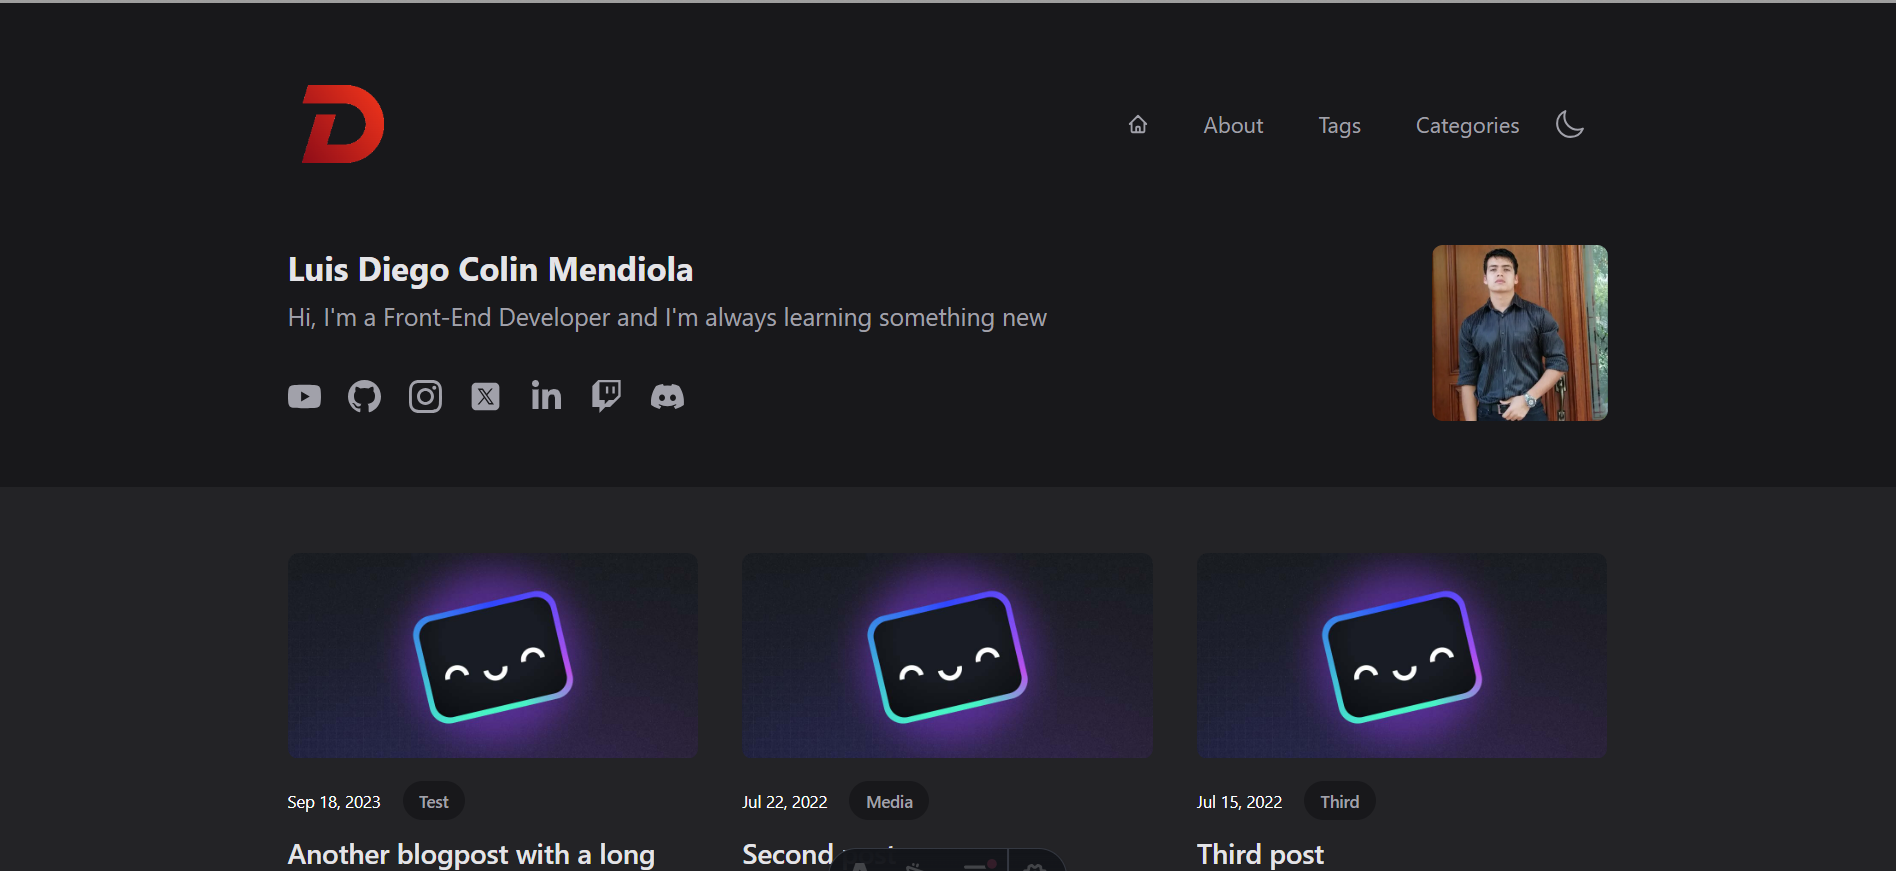 D
About
Tags
Categories
Luis Diego Colin Mendiola
Hi, I'm a Front-End Developer and I'm always learning something new
Sep 18, 2023
Test
Jul 22, 2022
Media
Jul 15, 2022
Third
Another blogpost with a long
Second post
Third post